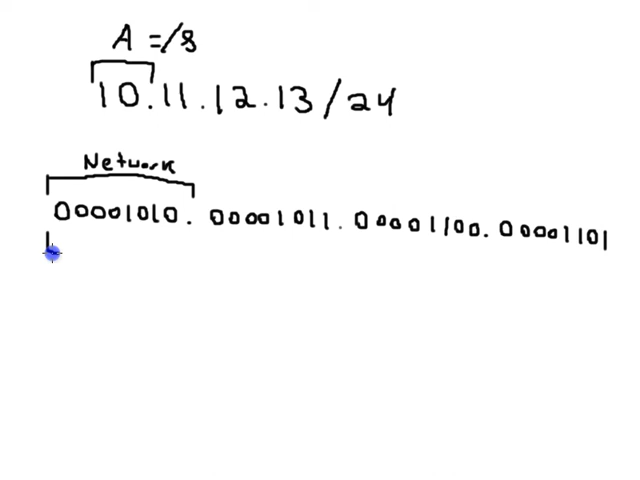 A = /8
10.11.12.13/24
Network
00001010. 00001011. 00001100. 00001101